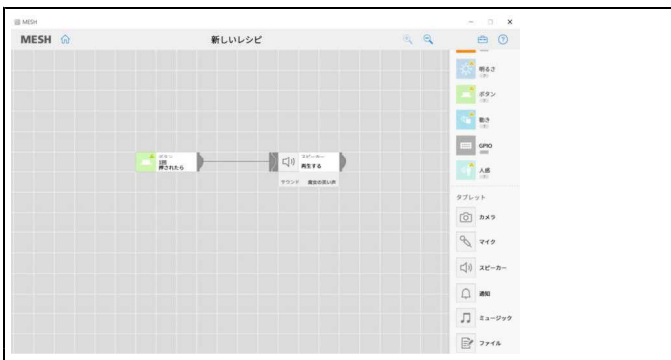 MESH
MESH
新しいレシピ
明るさ
ボタン
動き
GPIO
人感
ボタン
1回
押されたら
スピーカー
再生する
サウンド
タブレット
カメラ
マイク
スピーカー
通知
ミュージック
ファイル